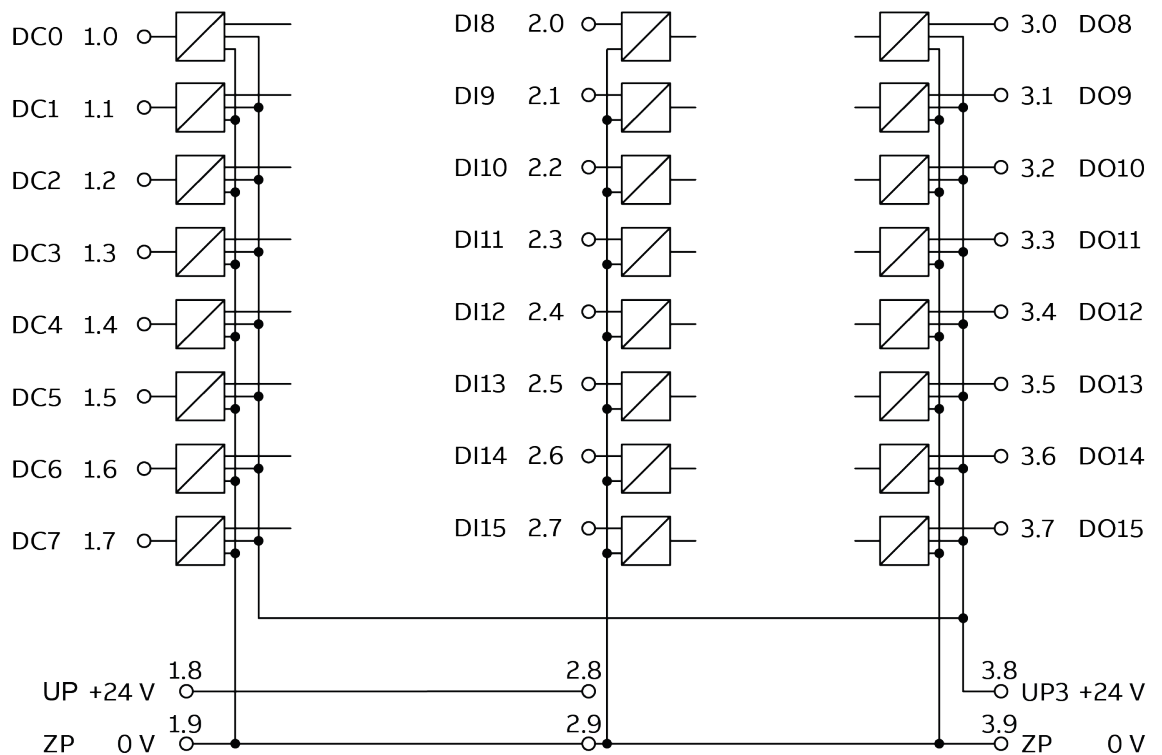 DC0 1.0 DI8 2.0 3.0 DO8
DC1 1.1 DI9 2.1 3.1 DO9
DC2 1.2 DI10 2.2 3.2 DO10
DC3 1.3 DI11 2.3 3.3 DO11
DC4 1.4 DI12 2.4 3.4 DO12
DC5 1.5 DI13 2.5 3.5 DO13
DC6 1.6 DI14 2.6 3.6 DO14
DC7 1.7 DI15 2.7 3.7 DO15
1.8 2.8 3.8
UP +24 V UP3 +24 V
1.9 2.9 3.9
ZP 0 V ZP 0 V